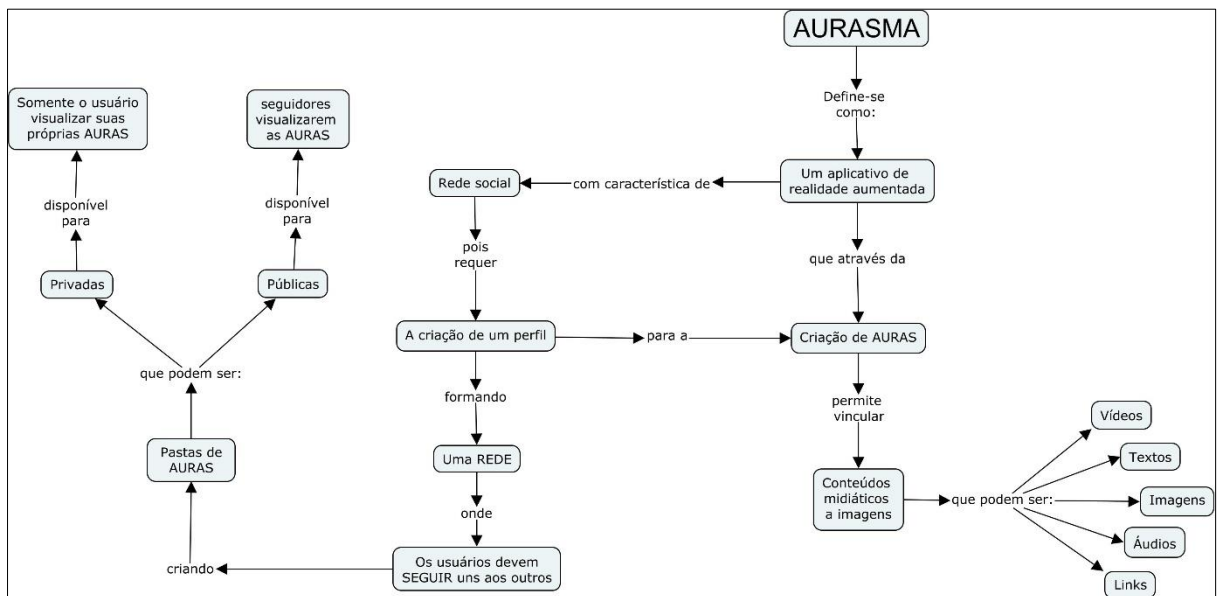 AURASMA
Define-se
como:
Um aplicativo de
realidade aumentada
com característica de
Rede social
pois
requer
A criação de um perfil
para a
que através da
Criação de AURAS
permite
vincular
Conteúdos
midiáticos
a imagens
que podem ser:
Vídeos
Textos
Imagens
Áudios
Links
formando
Uma REDE
onde
Os usuários devem
SEGUIR uns aos outros
criando
Pastas de
AURAS
que podem ser:
Privadas
disponível
para
Somente o usuário
visualizar suas
próprias AURAS
Públicas
disponível
para
seguidores
visualizarem
as AURAS